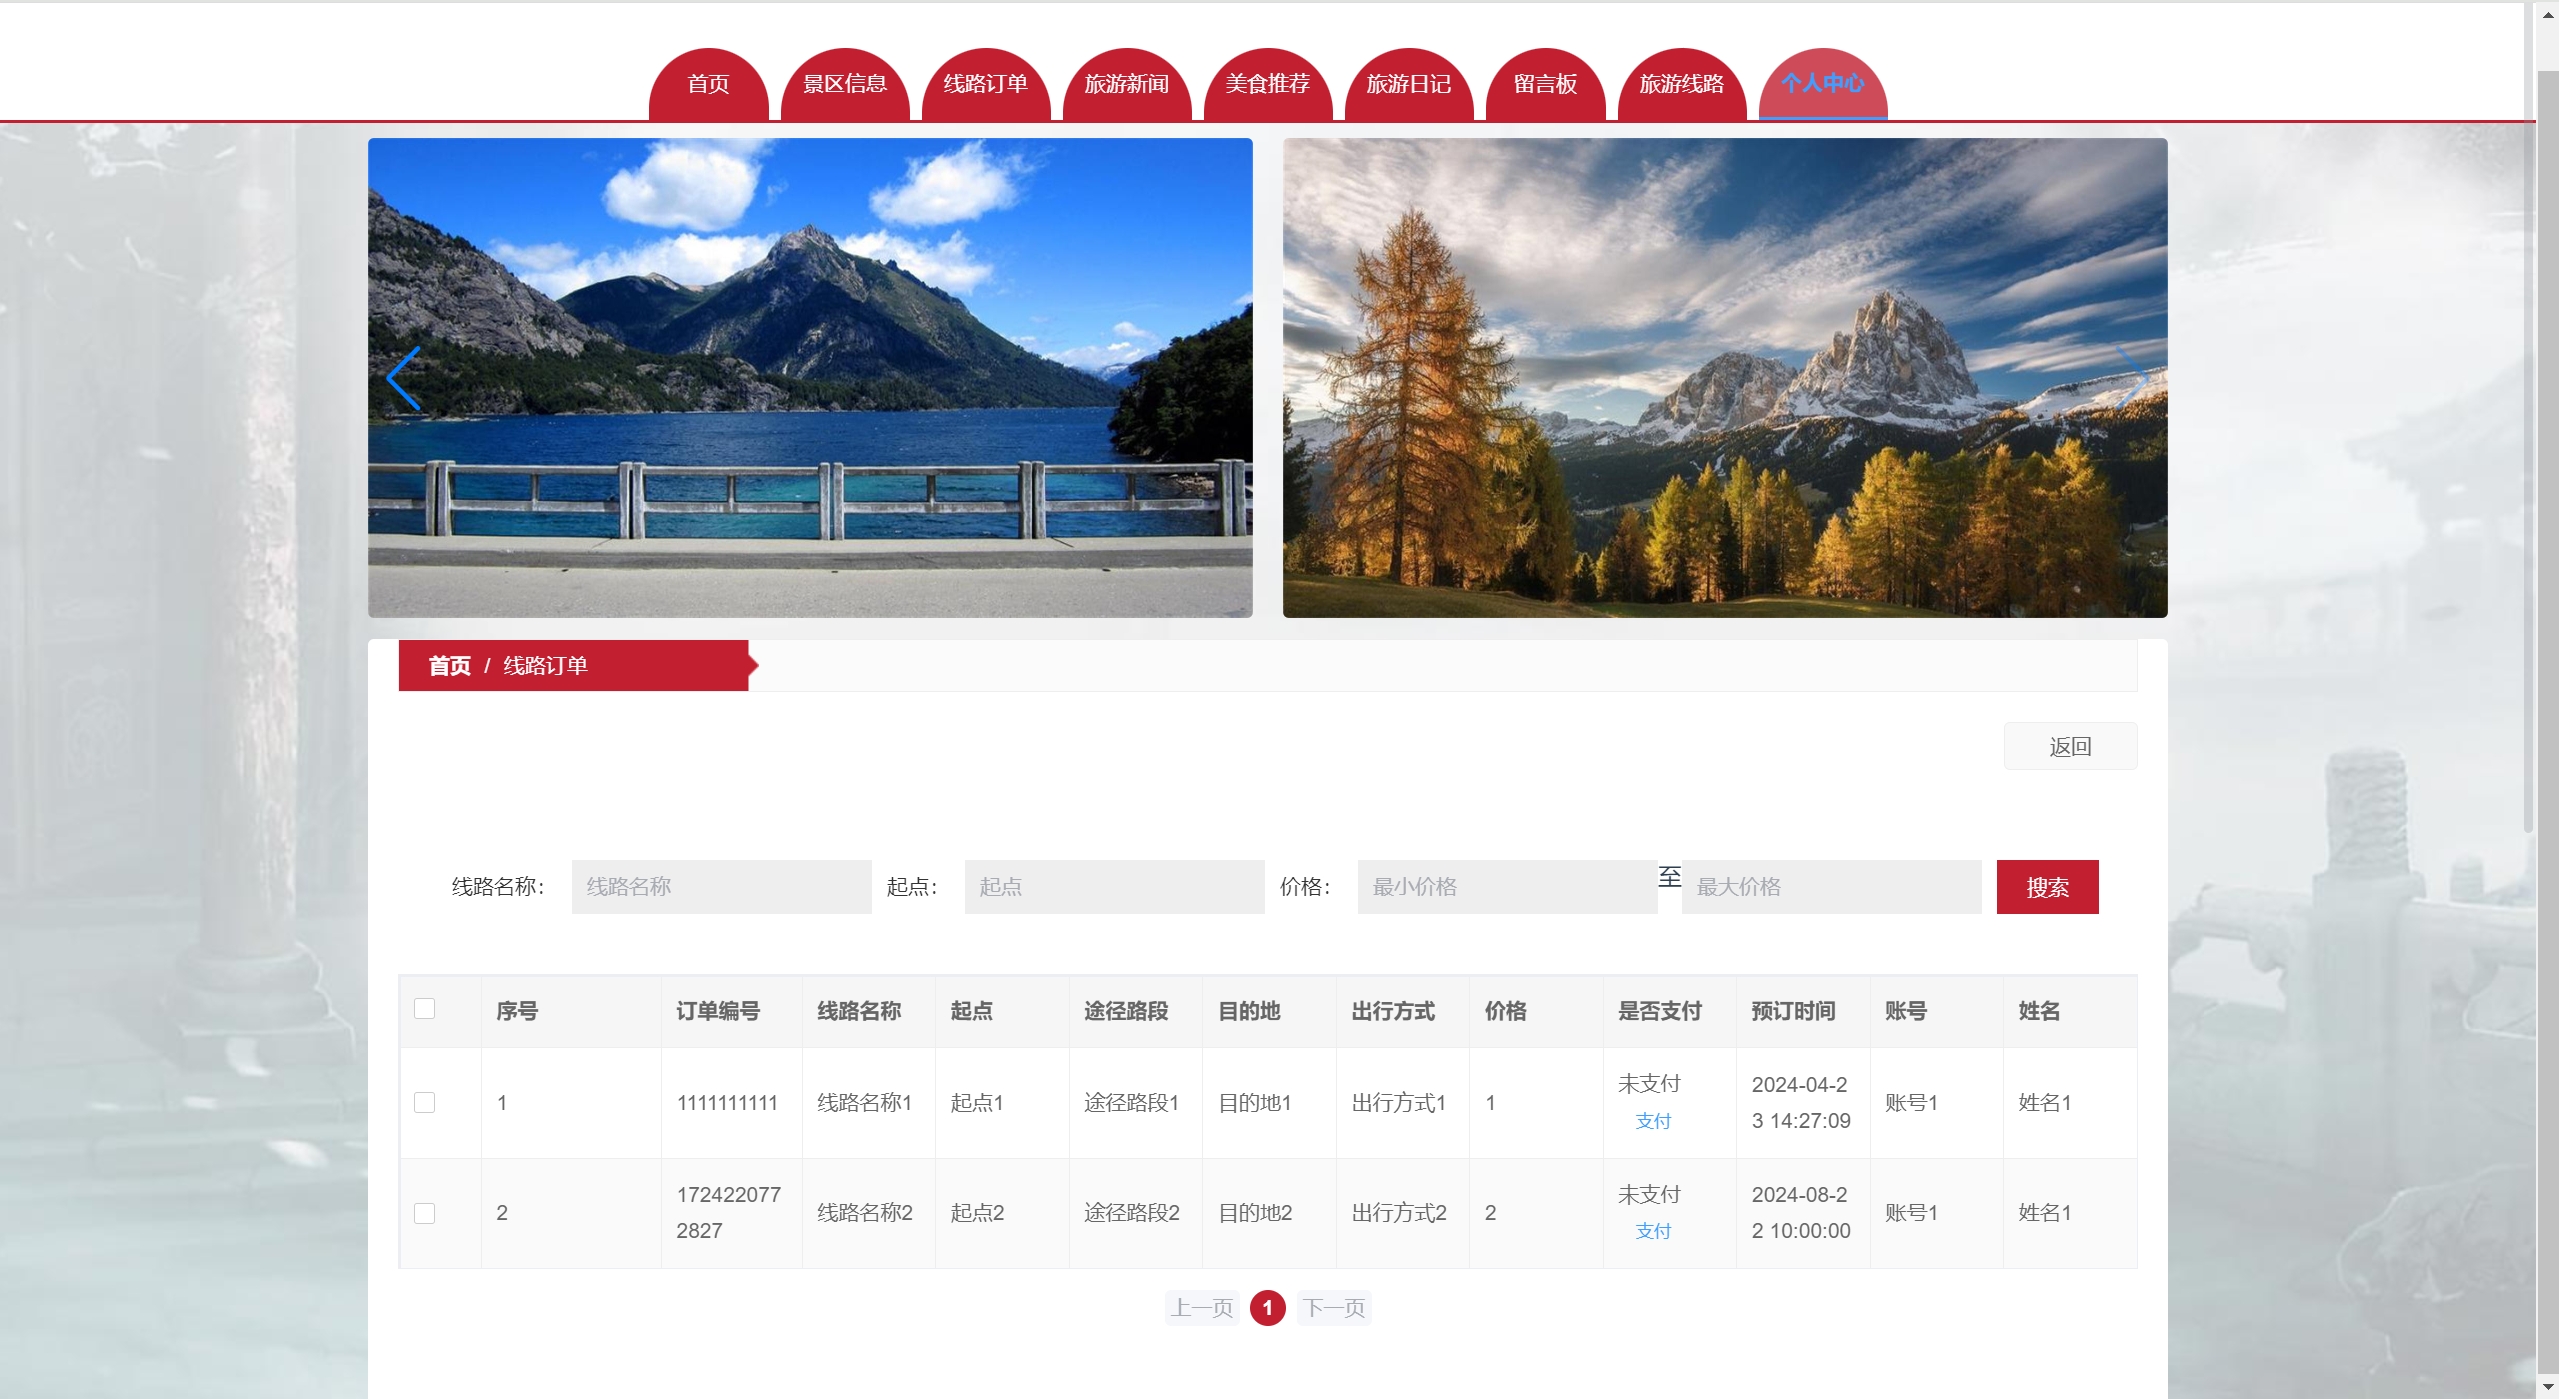 首页 景区信息 线路订单 旅游新闻 美食推荐 旅游日记 留言板 旅游线路 个人中心
首页 / 线路订单
返回
线路名称： 线路名称 起点： 起点 价格： 最小价格 至 最大价格 搜索
序号 订单编号 线路名称 起点 途径路段 目的地 出行方式 价格 是否支付 预订时间 账号 姓名
1 1111111111 线路名称1 起点1 途径路段1 目的地1 出行方式1 1 未支付 支付 2024-04-23 14:27:09 账号1 姓名1
2 1724220772827 线路名称2 起点2 途径路段2 目的地2 出行方式2 2 未支付 支付 2024-08-22 10:00:00 账号1 姓名1
上一页 1 下一页